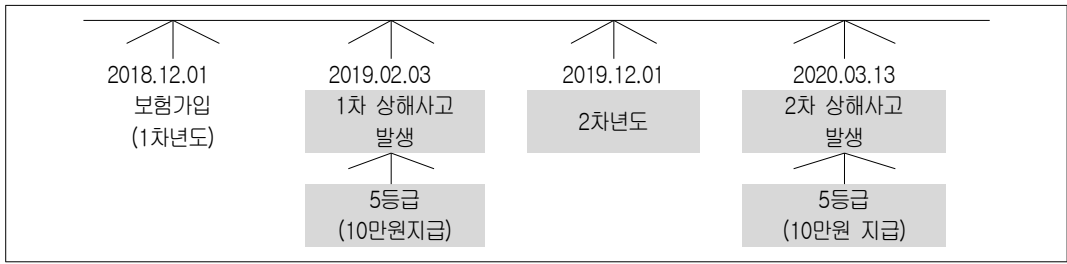 2018.12.01
보험가입
(1차년도)
2019.02.03
1차 상해사고
발생
5등급
(10만원지급)
2019.12.01
2차년도
2020.03.13
2차 상해사고
발생
5등급
(10만원 지급)